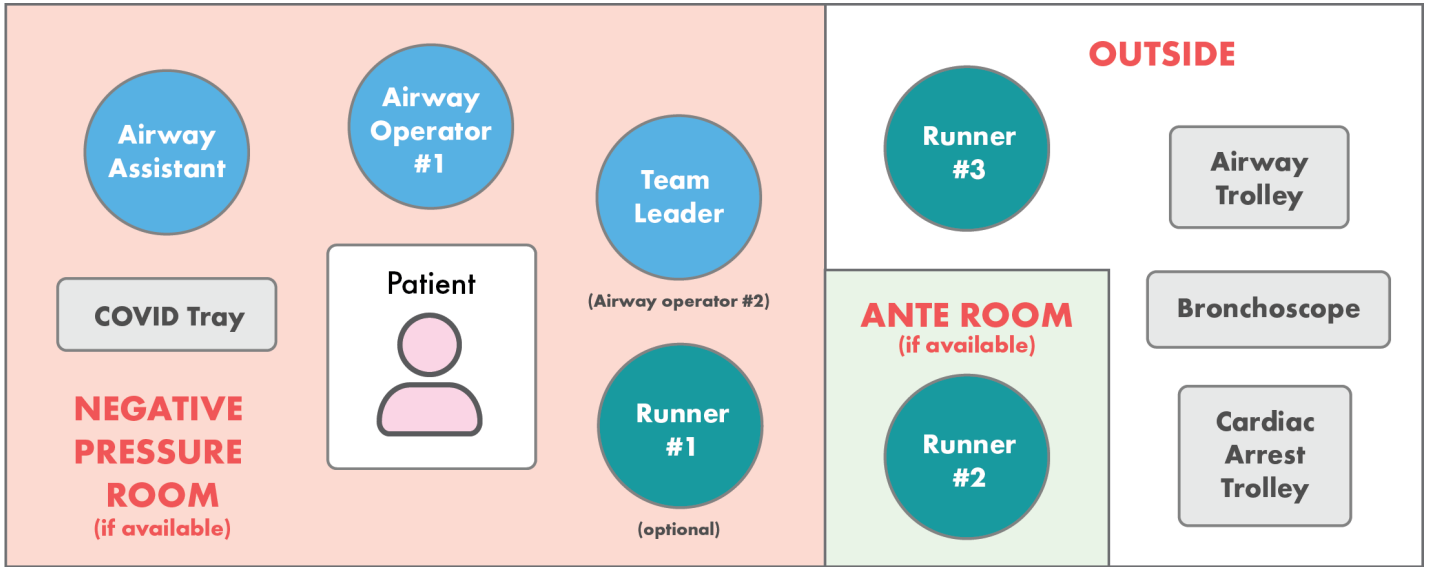 Airway
Assistant
Airway
Operator
#1
Team
Leader
(Airway operator #2)
Patient
COVID Tray
NEGATIVE
PRESSURE
ROOM
(if available)
Runner
#1
(optional)
OUTSIDE
Runner
#3
Airway
Trolley
ANTE ROOM
(if available)
Runner
#2
Bronchoscope
Cardiac
Arrest
Trolley